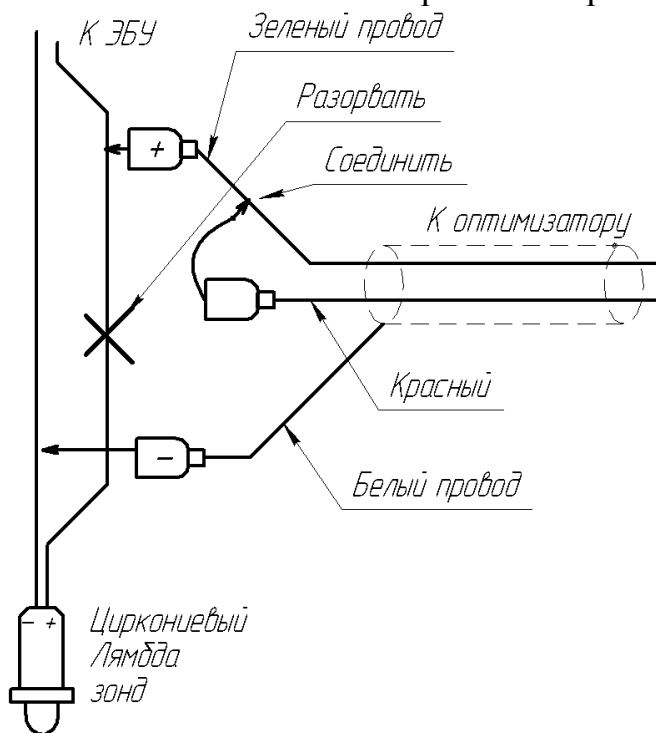 К ЭБУ
Зеленый провод
Разорвать
+
Соединить
К оптимизатору
Красный
-
Белый провод
- +
Циркониевый
Лямбда
зонд